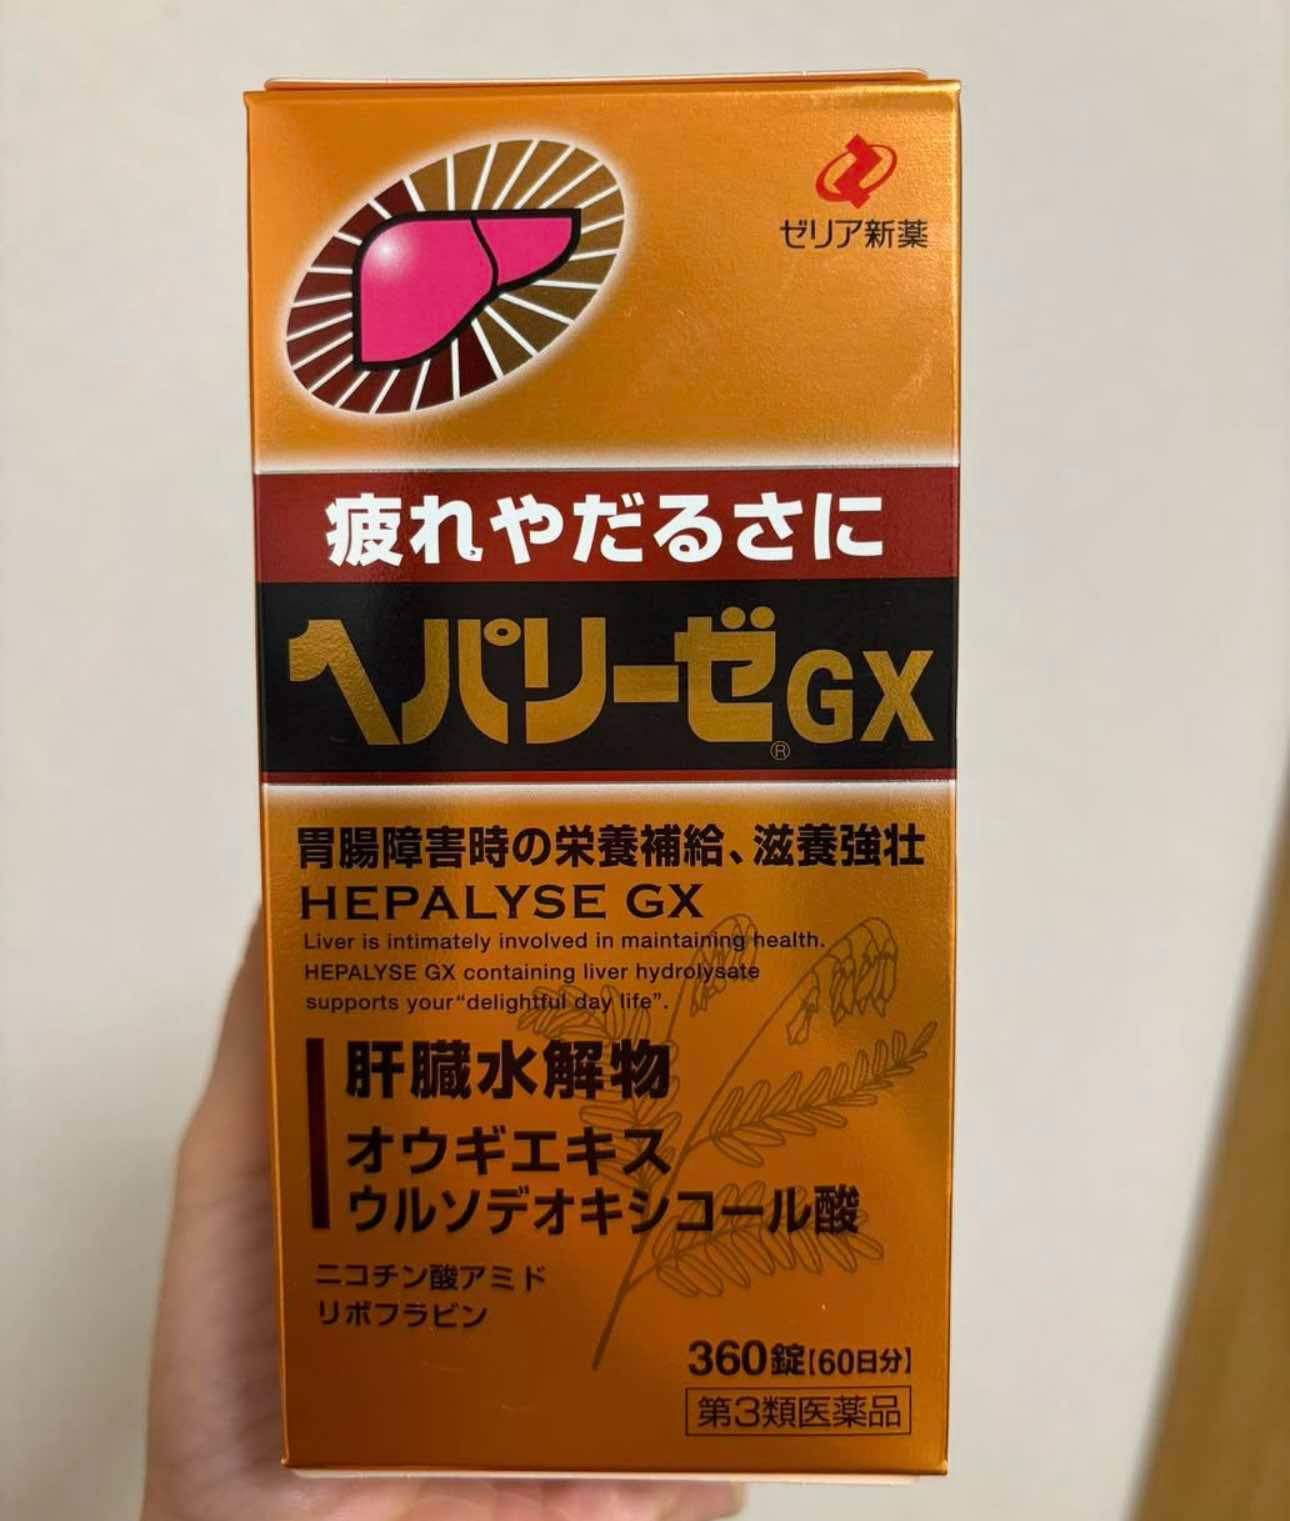 ゼリア新薬
疲れやだるさに
ヘパリーゼ®GX
胃腸障害時の栄養補給、滋養強壮
HEPALYSE GX
Liver is intimately involved in maintaining health.
HEPALYSE GX containing liver hydrolysate
supports your“delightful day life”.
肝臓水解物
オウギエキス
ウルソデオキシコール酸
ニコチン酸アミド
リボフラビン
360錠【60日分】
第3類医薬品